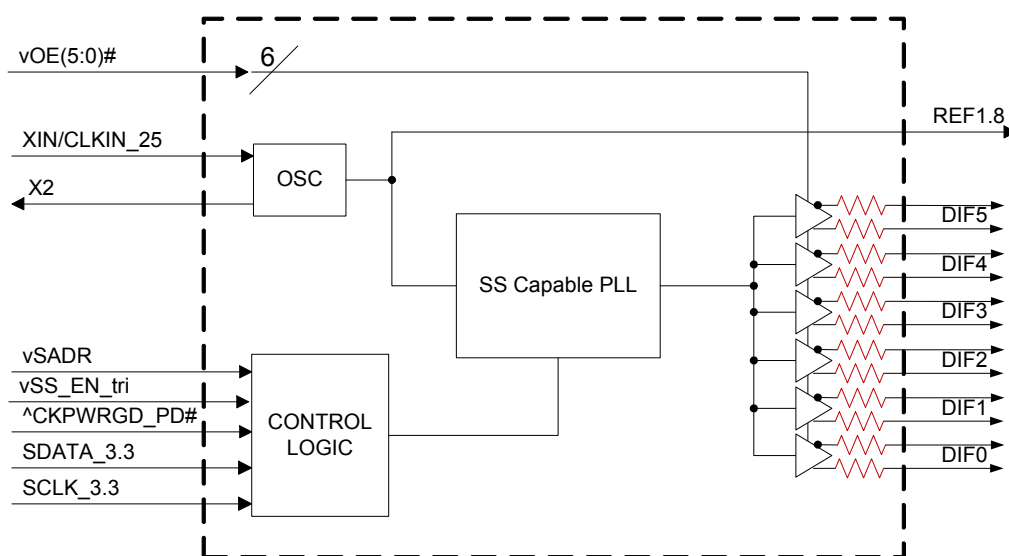 vOE(5:0)#
6
REF1.8
XIN/CLKIN_25
OSC
X2
DIF5
DIF4
SS Capable PLL
DIF3
vSADR
DIF2
vSS_EN_tri
^CKPWRGD_PD#
DIF1
CONTROL
LOGIC
SDATA_3.3
DIF0
SCLK_3.3